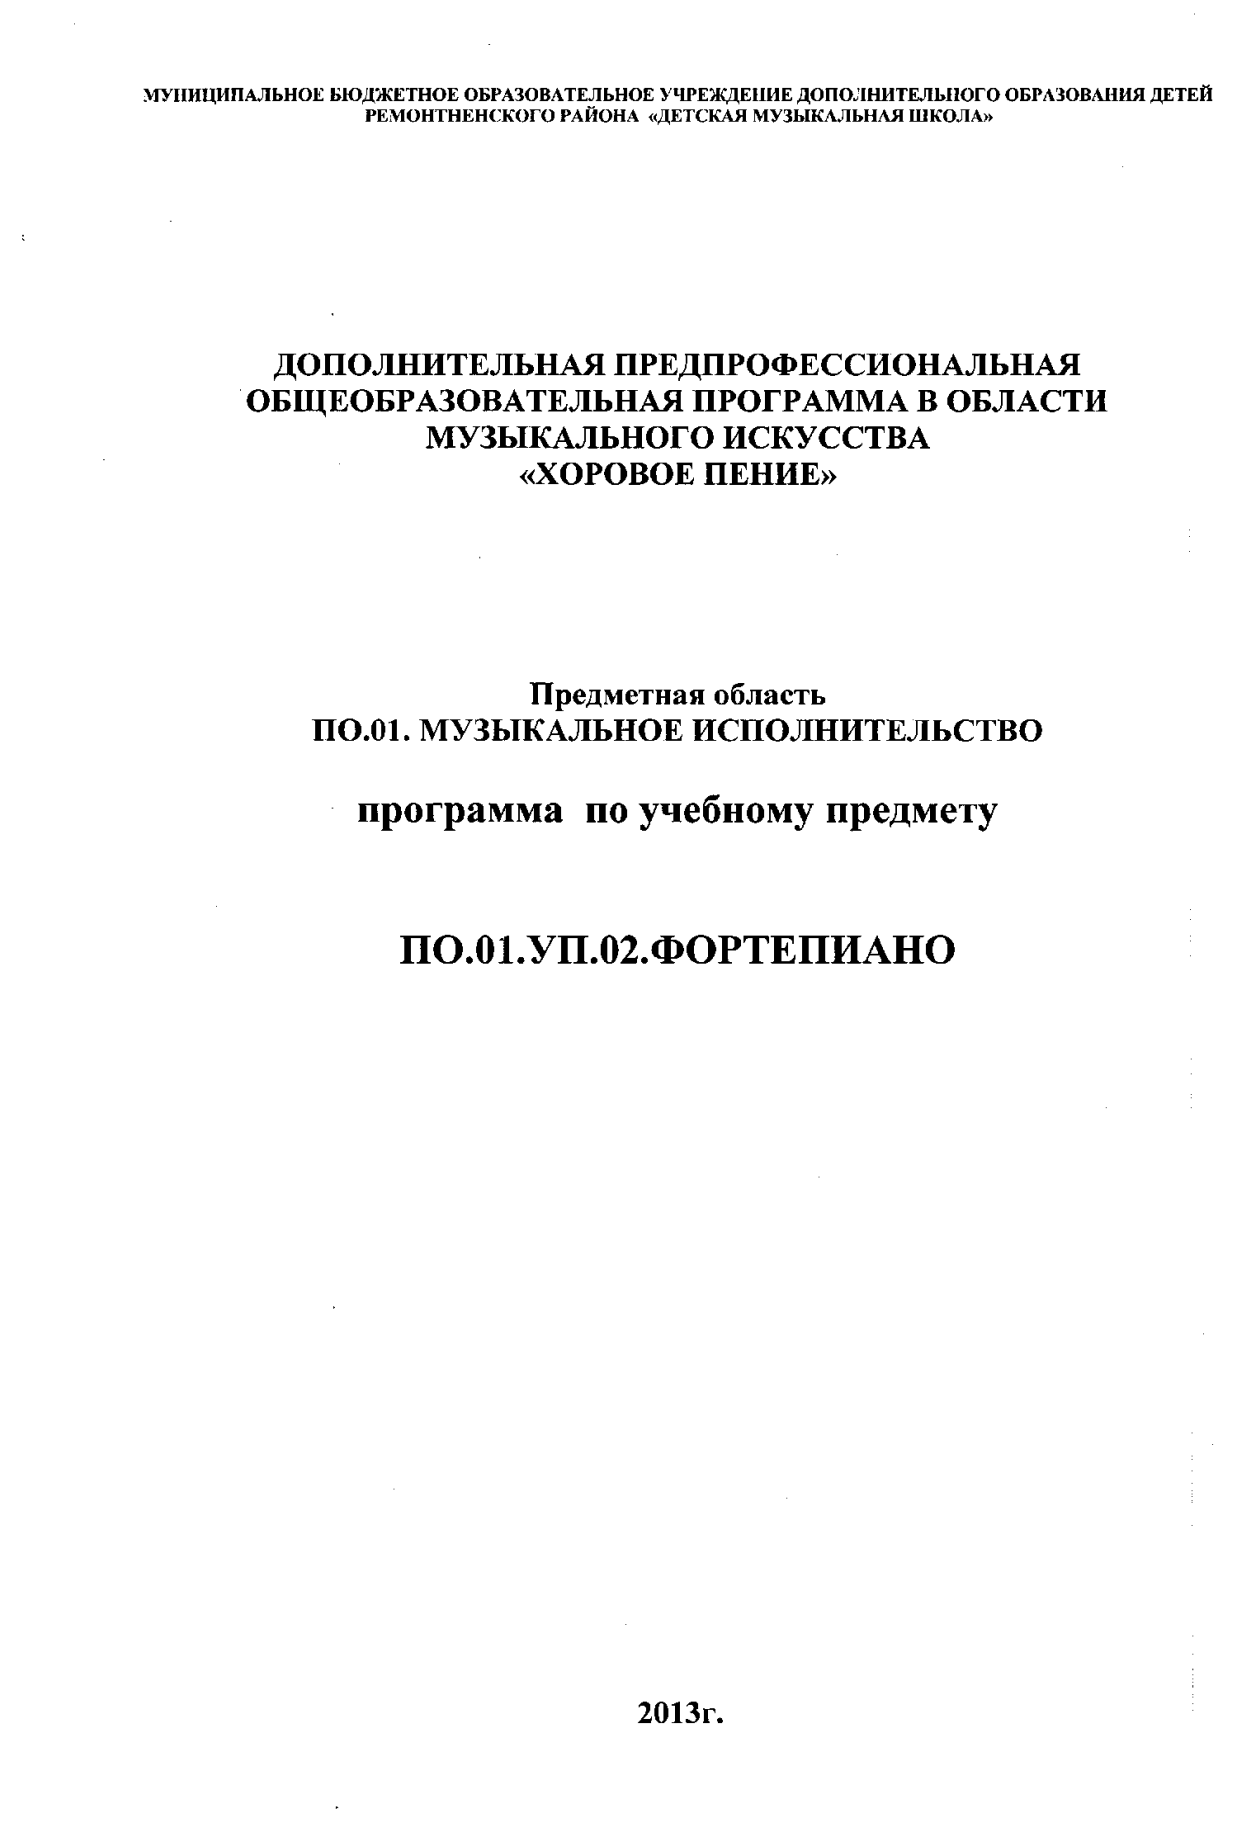 МУНИЦИПАЛЬНОЕ БЮДЖЕТНОЕ ОБРАЗОВАТЕЛЬНОЕ УЧРЕЖДЕНИЕ ДОПОЛНИТЕЛЬНОГО ОБРАЗОВАНИЯ ДЕТЕЙ
РЕМОНТНЕНСКОГО РАЙОНА «ДЕТСКАЯ МУЗЫКАЛЬНАЯ ШКОЛА»
ДОПОЛНИТЕЛЬНАЯ ПРЕДПРОФЕССИОНАЛЬНАЯ
ОБЩЕОБРАЗОВАТЕЛЬНАЯ ПРОГРАММА В ОБЛАСТИ
МУЗЫКАЛЬНОГО ИСКУССТВА
«ХОРОВОЕ ПЕНИЕ»
Предметная область
ПО.01. МУЗЫКАЛЬНОЕ ИСПОЛНИТЕЛЬСТВО
программа по учебному предмету
ПО.01.УП.02.ФОРТЕПИАНО
2013г.